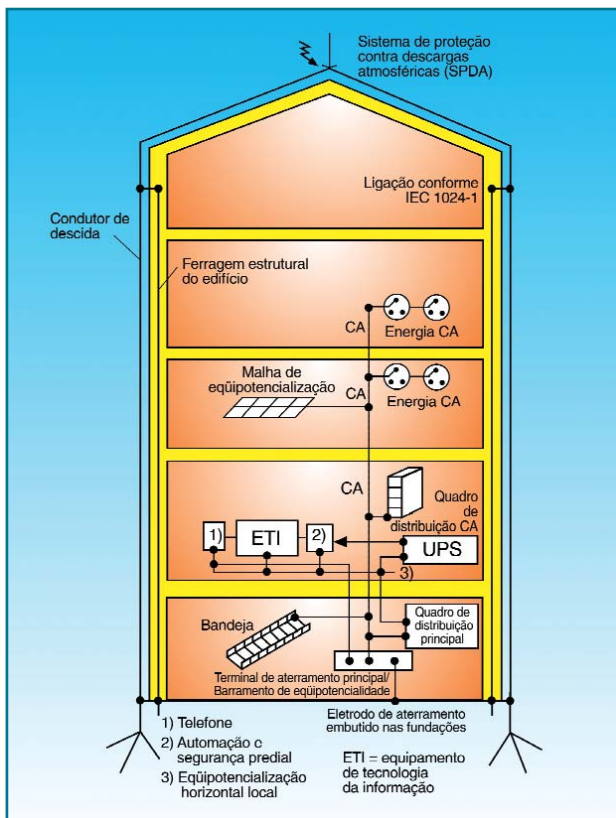 Sistema de proteção
contra descargas
atmosféricas (SPDA)
Ligação conforme
IEC 1024-1
Condutor de
descida
Ferragem estrutural
do edifício
CA
Energia CA
Malha de
eqüipotencialização
CA
Energia CA
CA
Quadro
de
distribuição CA
1)
ETI
2)
UPS
3)
Bandeja
Quadro de
distribuição
principal
Terminal de aterramento principal/
Barramento de eqüipotencialidade
1) Telefone
2) Automação e
segurança predial
3) Eqüipotencialização
horizontal local
Eletrodo de aterramento
embutido nas fundações
ETI = equipamento
de tecnologia
da informação